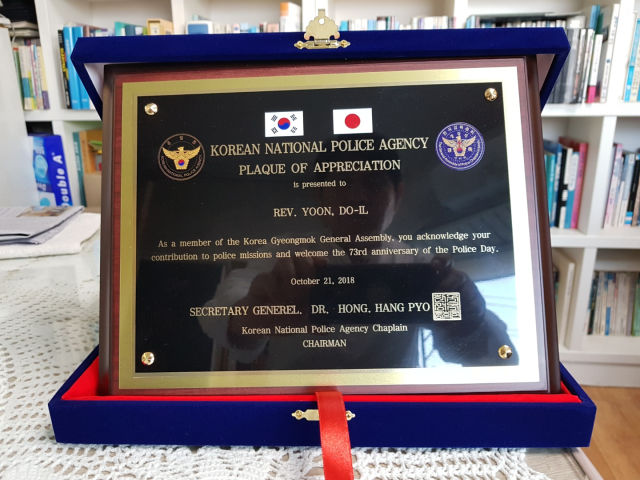 KOREAN NATIONAL POLICE AGENCY
PLAQUE OF APPRECIATION
is presented to
REV. YOON, DO-IL
As a member of the Korea Gyeongmok General Assembly, you acknowledge your
contribution to police missions and welcome the 73rd anniversary of the Police Day.
October 21, 2018
SECRETARY GENEREL. DR. HONG, HANG PYO
Korean National Police Agency Chaplain
CHAIRMAN
Double A